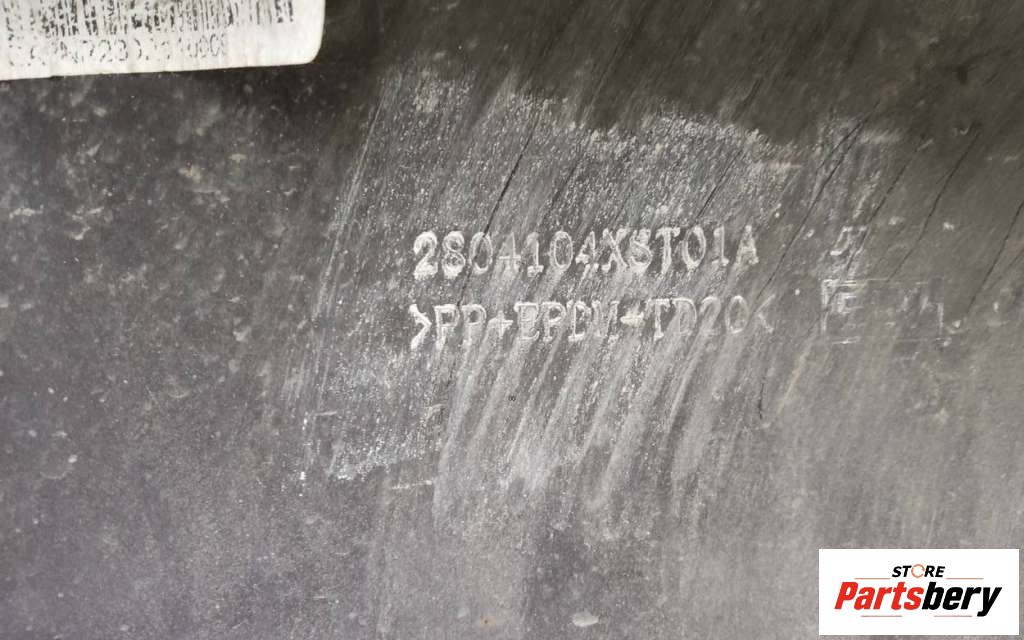 2804104XST01A
>PP+EPDM-TD20<
STORE
Partsbery